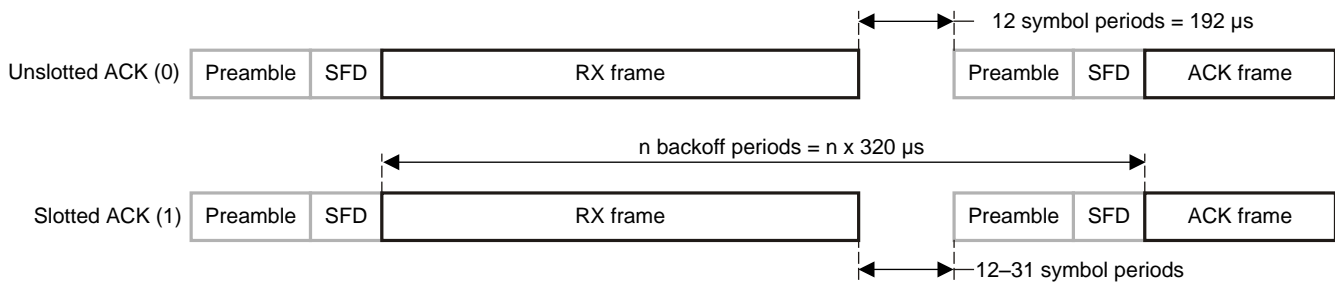 12 symbol periods = 192 µs
Unslotted ACK (0) Preamble SFD RX frame Preamble SFD ACK frame
n backoff periods = n x 320 µs
Slotted ACK (1) Preamble SFD RX frame Preamble SFD ACK frame
12–31 symbol periods